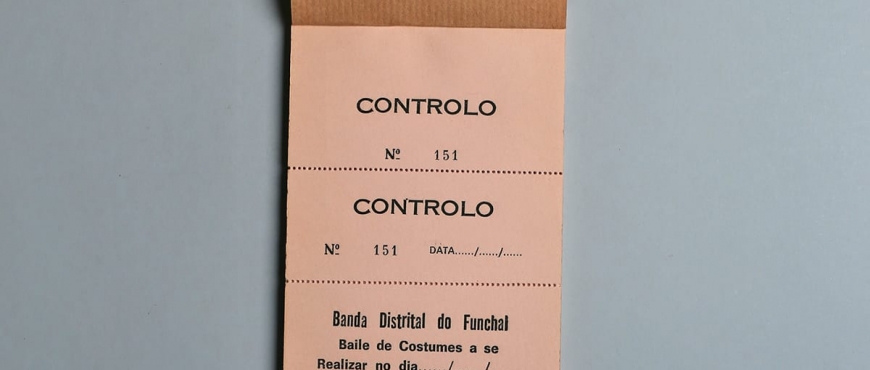 CONTROLO
Nº 151
CONTROLO
Nº 151 DATA....../....../......
Banda Distrital do Funchal
Baile de Costumes a se
Realizar no dia...../...../